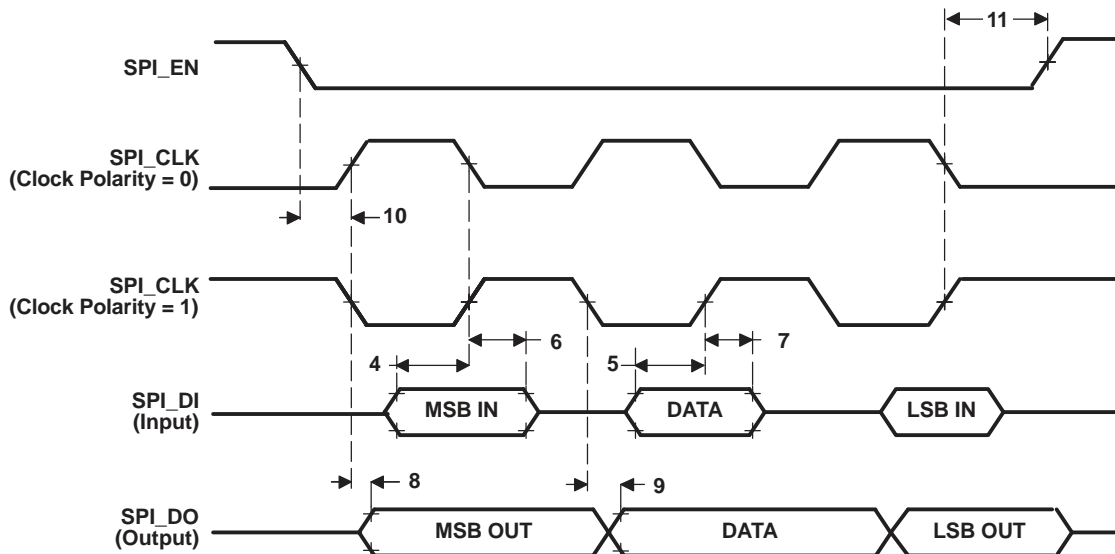 11
SPI_EN
SPI_CLK
(Clock Polarity = 0)
10
SPI_CLK
(Clock Polarity = 1)
4
6
5
7
SPI_DI
(Input)
MSB IN
DATA
LSB IN
8
9
SPI_DO
(Output)
MSB OUT
DATA
LSB OUT